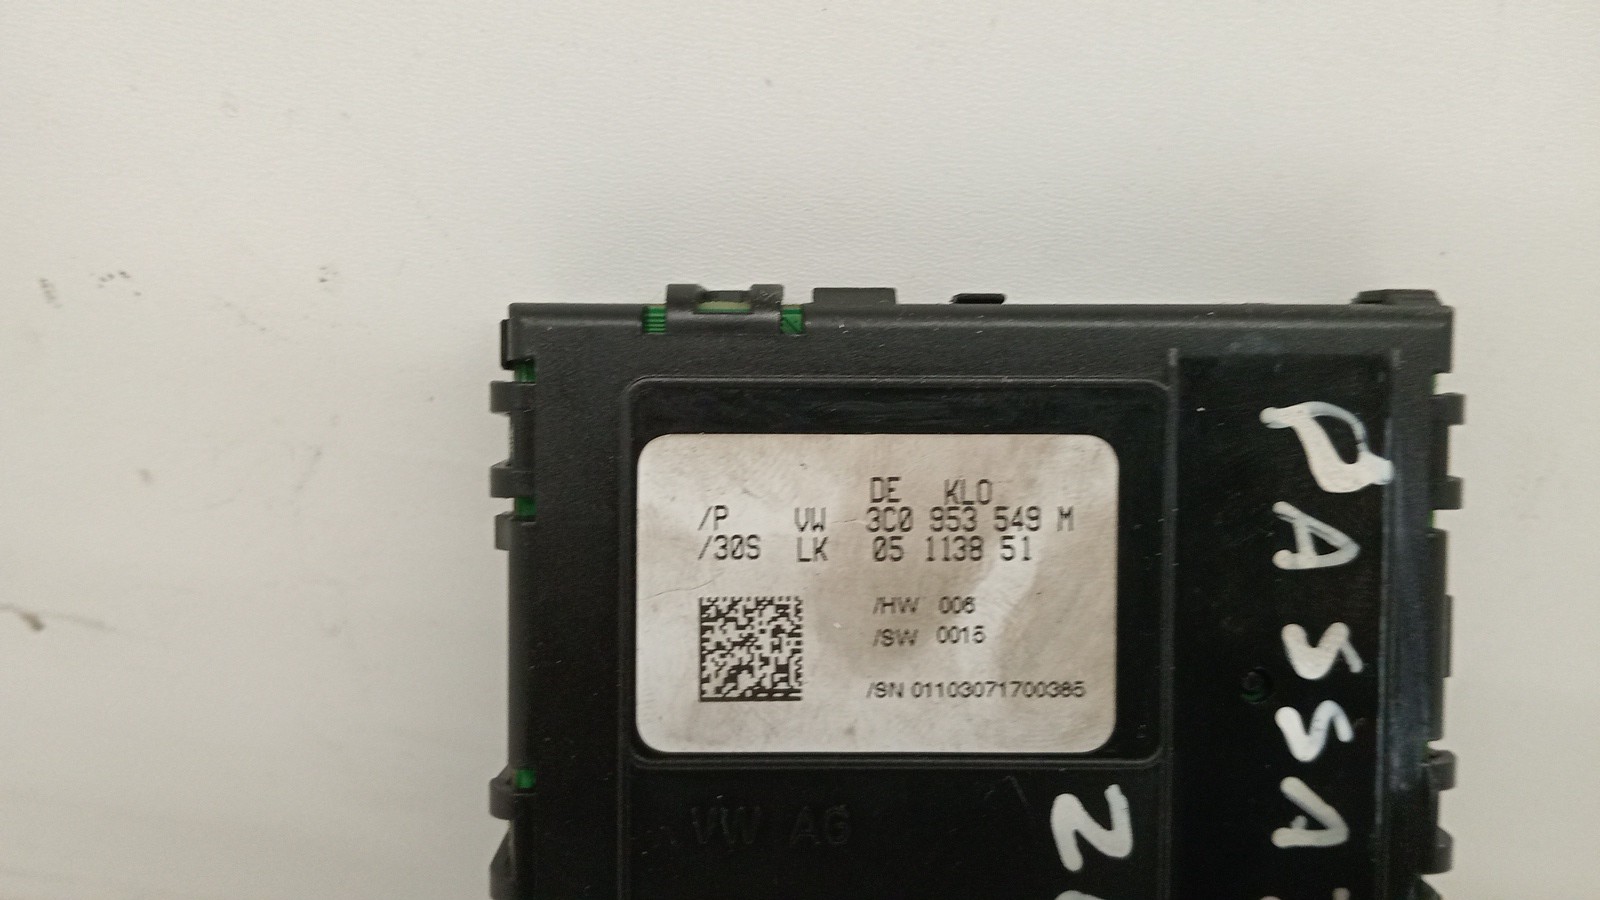 DE KLO
/P VW 3C0 953 549 M
/30S LK 05 1138 51
/HW 006
/SW 0015
/SN 01103071700385
VW AG
PASSA